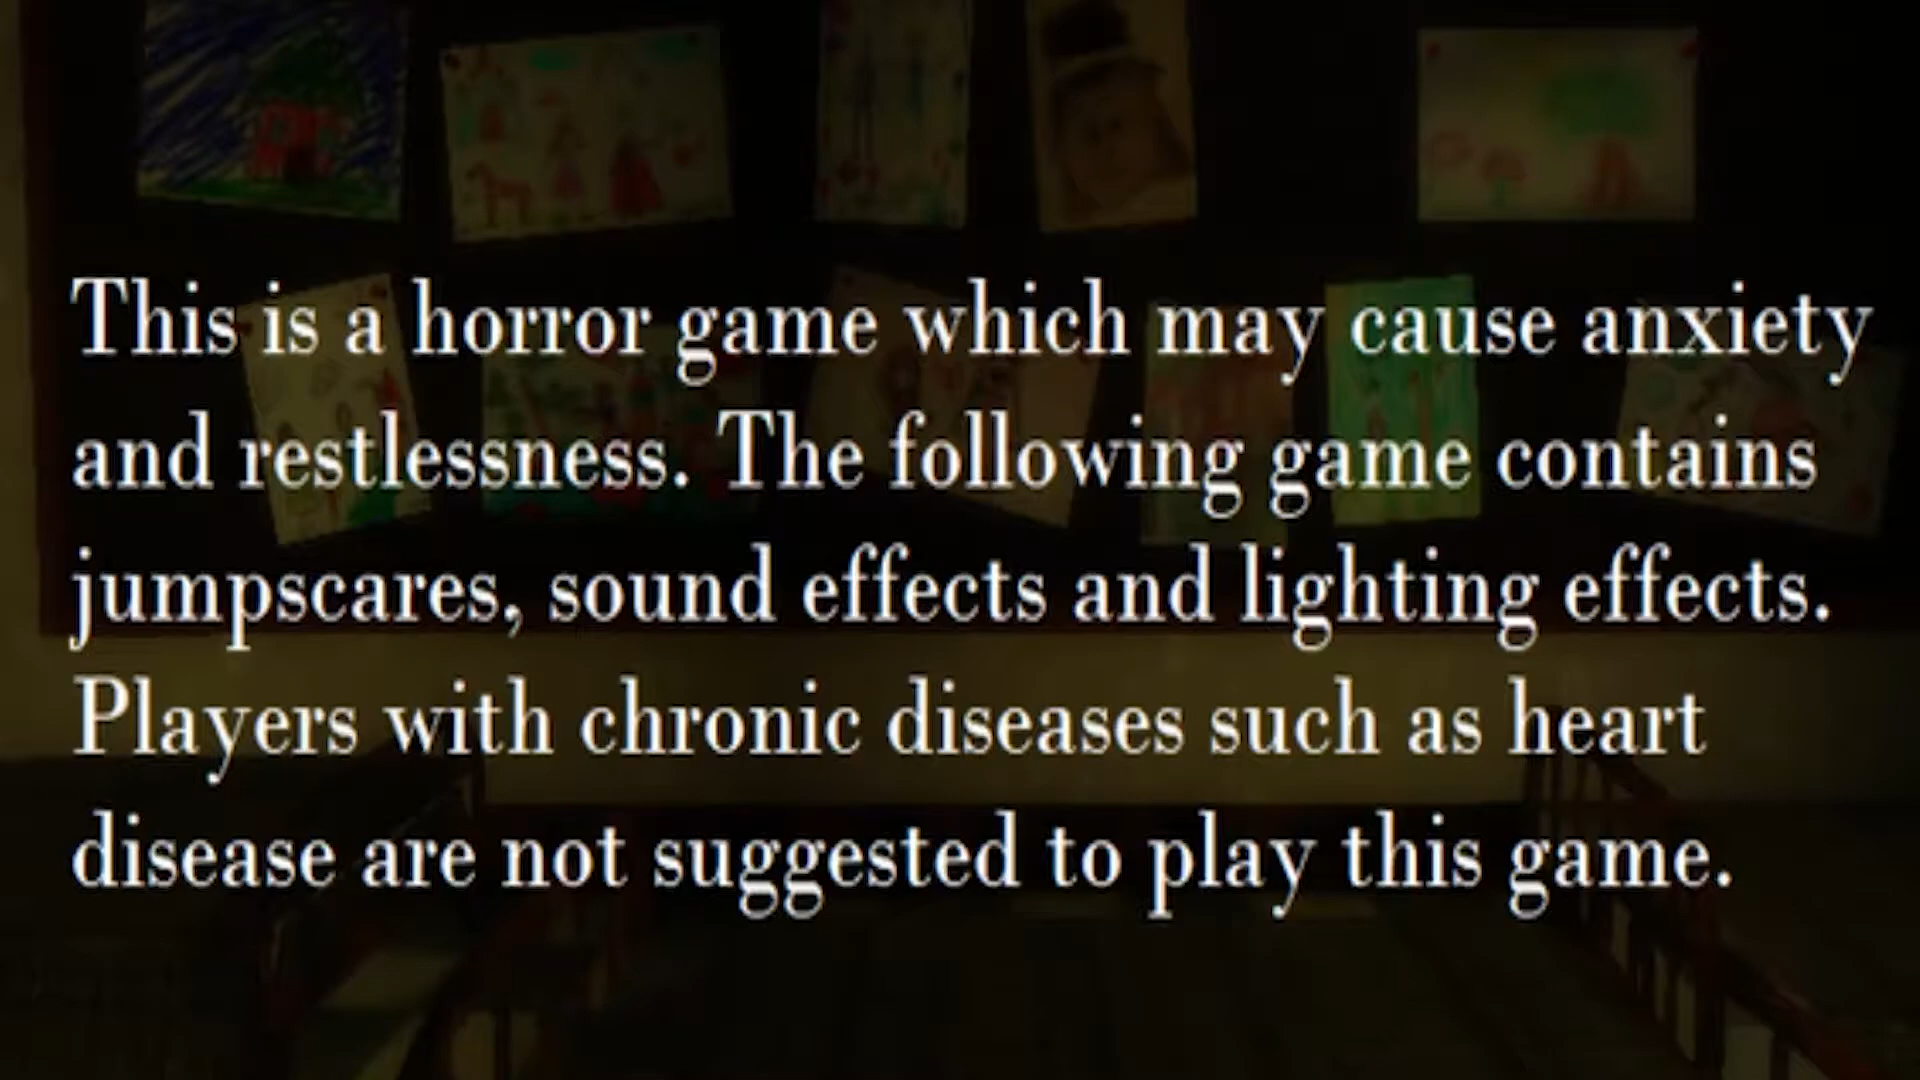 This is a horror game which may cause anxiety
and restlessness. The following game contains
jumpscares, sound effects and lighting effects.
Players with chronic diseases such as heart
disease are not suggested to play this game.